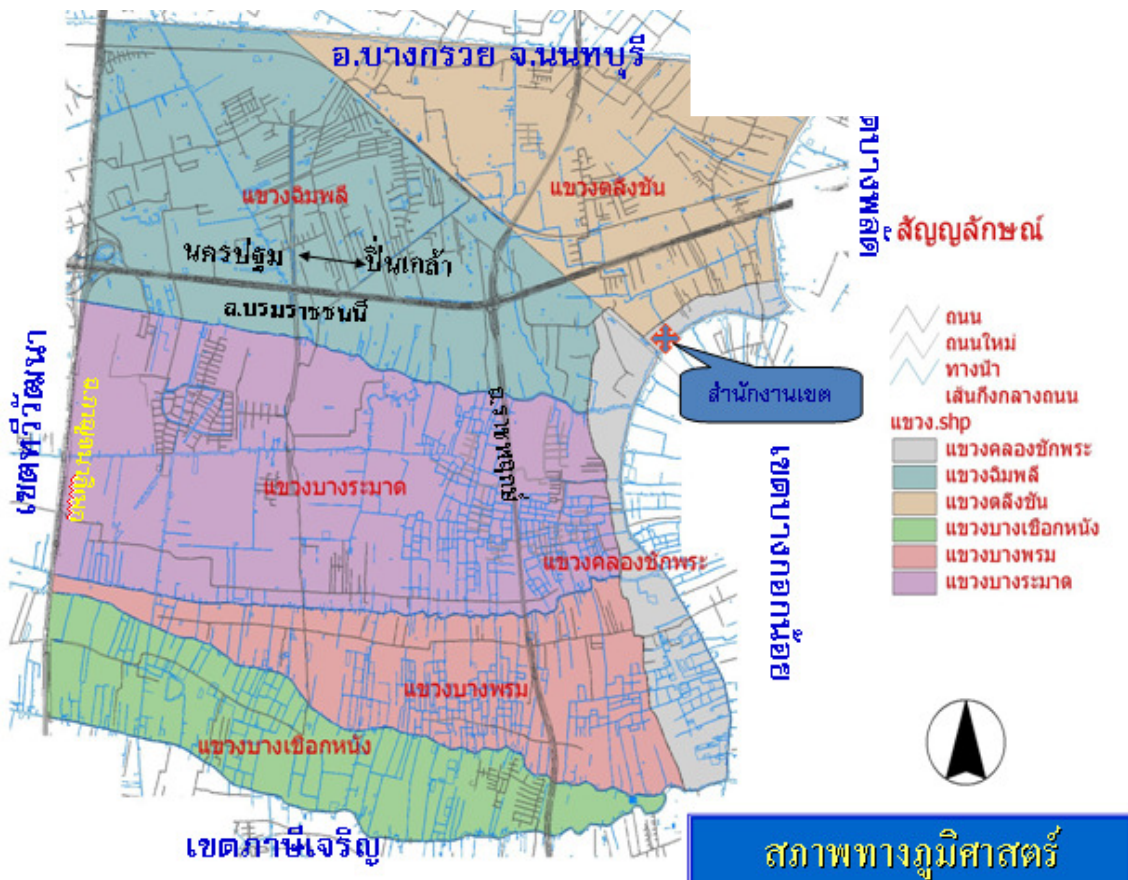 อ.บางกรวย จ.นนทบุรี
แขวงฉิมพลี
แขวงตลิ่งชัน
สัญญลักษณ์
นครปฐม
ปิ่นเกล้า
ถ.บรมราชชนนี
ถนน
ถนนใหม่
ทางน้ำ
เส้นกึ่งกลางถนน
แขวง.shp
แขวงคลองชักพระ
แขวงฉิมพลี
แขวงตลิ่งชัน
แขวงบางเชือกหนัง
แขวงบางพรม
แขวงบางระมาด
สำนักงานเขต
เขตทวีวัฒนา
ถ.กาญจนาภิเษก
ถ.ราชพฤกษ์
เขตบางกอกน้อย
แขวงบางระมาด
แขวงคลองชักพระ
แขวงบางพรม
แขวงบางเชือกหนัง
เขตภาษีเจริญ
สภาพทางภูมิศาสตร์